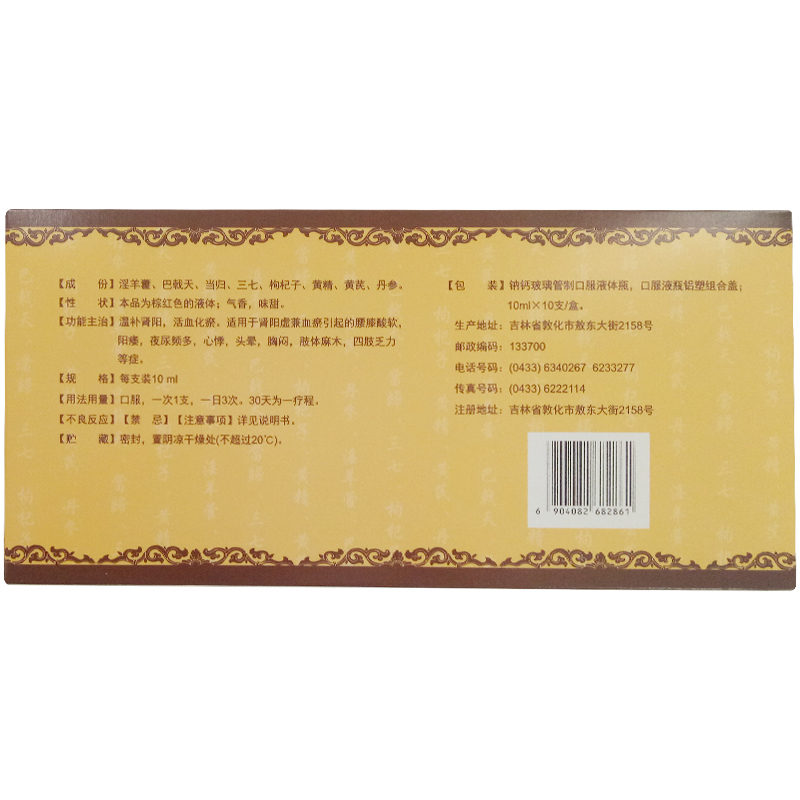 【成 份】淫羊藿、巴戟天、当归、三七、枸杞子、黄精、黄芪、丹参。
【性 状】本品为棕红色的液体；气香，味甜。
【功能主治】温补肾阳，活血化瘀。适用于肾阳虚兼血瘀引起的腰膝酸软，
阳痿，夜尿频多，心悸，头晕，胸闷，肢体麻木，四肢乏力
等症。
【规 格】每支装10 ml
【用法用量】口服，一次1支，一日3次。30天为一疗程。
【不良反应】【禁 忌】【注意事项】详见说明书。
【贮 藏】密封，置阴凉干燥处(不超过20℃)。
【包 装】钠钙玻璃管制口服液体瓶，口服液瓶铝塑组合盖；
10ml×10支/盒。
生产地址：吉林省敦化市敖东大街2158号
邮政编码：133700
电话号码：(0433) 6340267 6233277
传真号码：(0433) 6222114
注册地址：吉林省敦化市敖东大街2158号
6 904082 682861